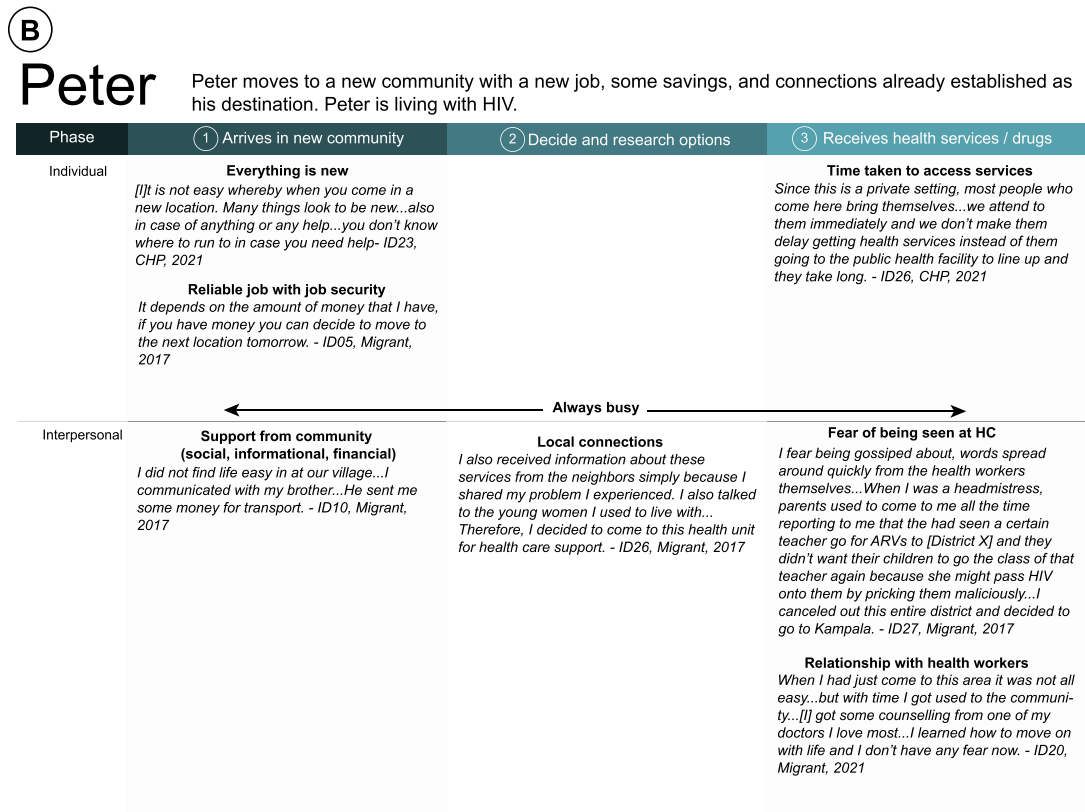 B
Peter
Peter moves to a new community with a new job, some savings, and connections already established as
his destination. Peter is living with HIV.
Phase
1 Arrives in new community
2 Decide and research options
3 Receives health services / drugs
Individual
Everything is new
[I]t is not easy whereby when you come in a
new location. Many things look to be new...also
in case of anything or any help...you don’t know
where to run to in case you need help- ID23,
CHP, 2021
Reliable job with job security
It depends on the amount of money that I have,
if you have money you can decide to move to
the next location tomorrow. - ID05, Migrant,
2017
Time taken to access services
Since this is a private setting, most people who
come here bring themselves...we attend to
them immediately and we don’t make them
delay getting health services instead of them
going to the public health facility to line up and
they take long. - ID26, CHP, 2021
Always busy
Interpersonal
Support from community
(social, informational, financial)
I did not find life easy in at our village...I
communicated with my brother...He sent me
some money for transport. - ID10, Migrant,
2017
Local connections
I also received information about these
services from the neighbors simply because I
shared my problem I experienced. I also talked
to the young women I used to live with...
Therefore, I decided to come to this health unit
for health care support. - ID26, Migrant, 2017
Fear of being seen at HC
I fear being gossiped about, words spread
around quickly from the health workers
themselves...When I was a headmistress,
parents used to come to me all the time
reporting to me that the had seen a certain
teacher go for ARVs to [District X] and they
didn’t want their children to go the class of that
teacher again because she might pass HIV
onto them by pricking them maliciously...I
canceled out this entire district and decided to
go to Kampala. - ID27, Migrant, 2017
Relationship with health workers
When I had just come to this area it was not all
easy...but with time I got used to the communi-
ty...[I] got some counselling from one of my
doctors I love most...I learned how to move on
with life and I don’t have any fear now. - ID20,
Migrant, 2021